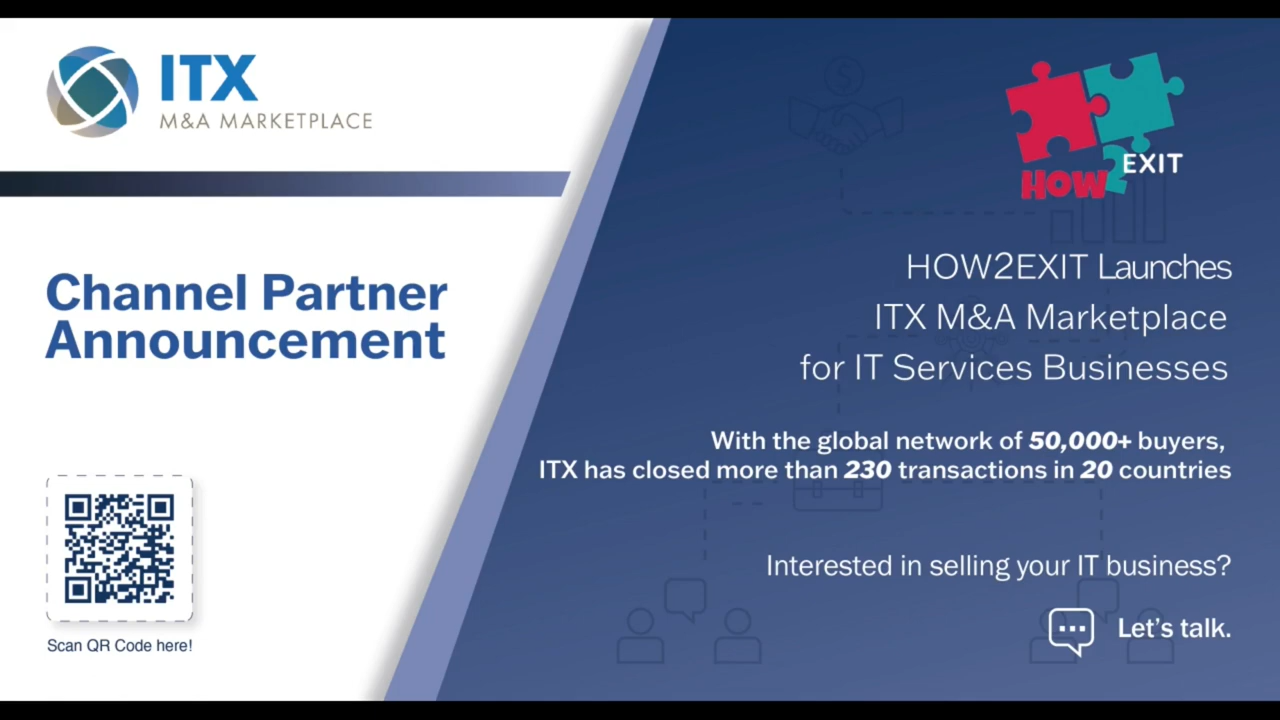 ITX
M&A MARKETPLACE
Channel Partner
Announcement
Scan QR Code here!
HOW2EXIT
HOW2EXIT Launches
ITX M&A Marketplace
for IT Services Businesses
With the global network of 50,000+ buyers,
ITX has closed more than 230 transactions in 20 countries
Interested in selling your IT business?
Let's talk.